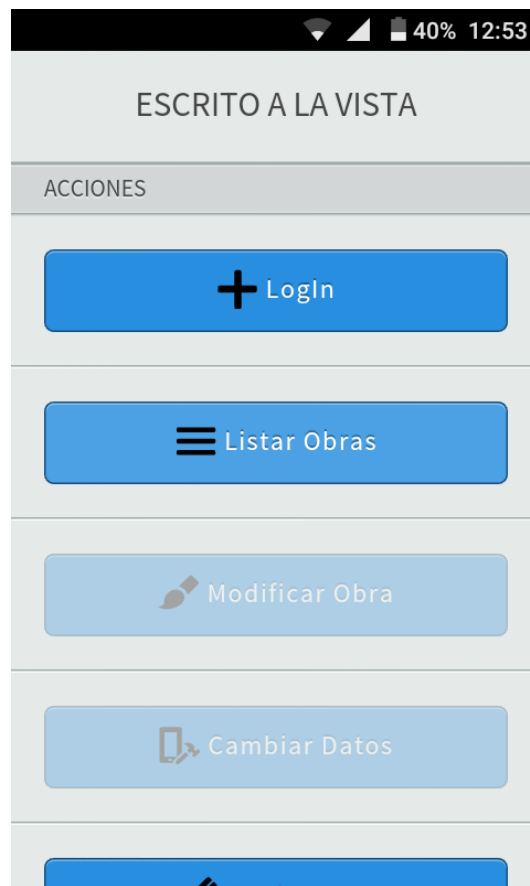 40% 12:53
ESCRITO A LA VISTA
ACCIONES
LogIn
Listar Obras
Modificar Obra
Cambiar Datos